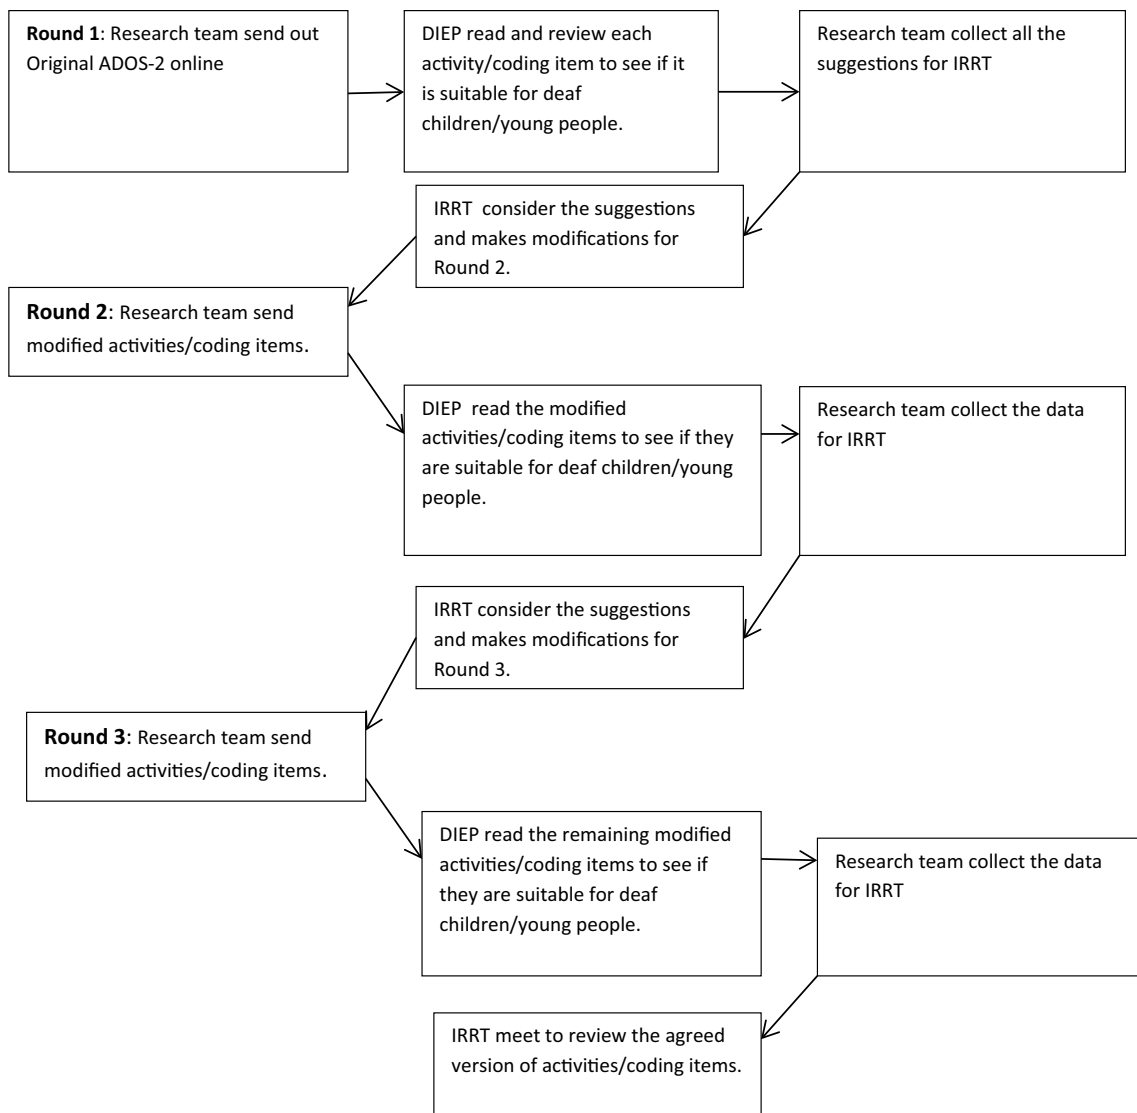 Round 1: Research team send out
Original ADOS-2 online
DIEP read and review each
activity/coding item to see if it
is suitable for deaf
children/young people.
Research team collect all the
suggestions for IRRT
IRRT consider the suggestions
and makes modifications for
Round 2.
Round 2: Research team send
modified activities/coding items.
DIEP read the modified
activities/coding items to see if they
are suitable for deaf children/young
people.
Research team collect the data
for IRRT
IRRT consider the suggestions
and makes modifications for
Round 3.
Round 3: Research team send
modified activities/coding items.
DIEP read the remaining modified
activities/coding items to see if
they are suitable for deaf
children/young people.
Research team collect the data
for IRRT
IRRT meet to review the agreed
version of activities/coding items.